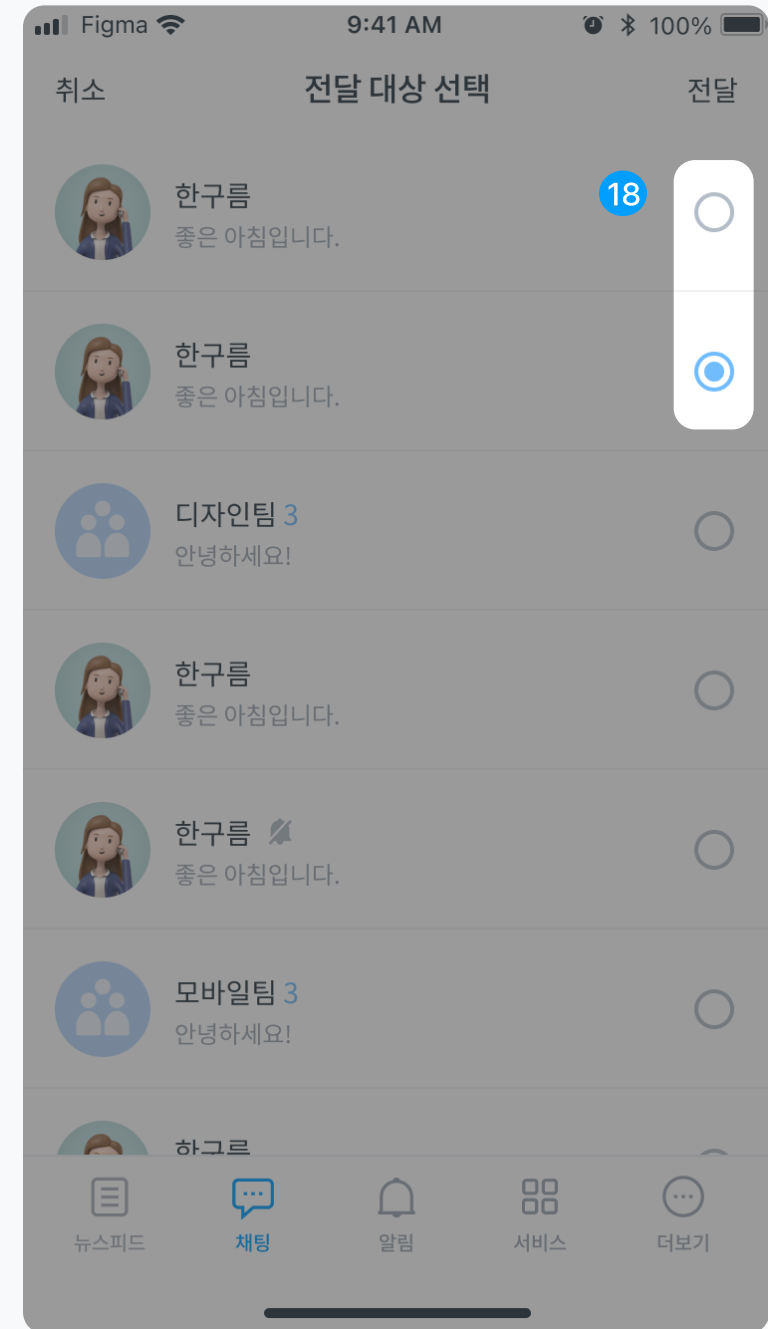 Figma 9:41 AM 100%
취소 전달 대상 선택 전달
한구름
18
좋은 아침입니다.
한구름
좋은 아침입니다.
디자인팀 3
안녕하세요!
한구름
좋은 아침입니다.
한구름
좋은 아침입니다.
모바일팀 3
안녕하세요!
한구름
뉴스피드 채팅 알림 서비스 더보기